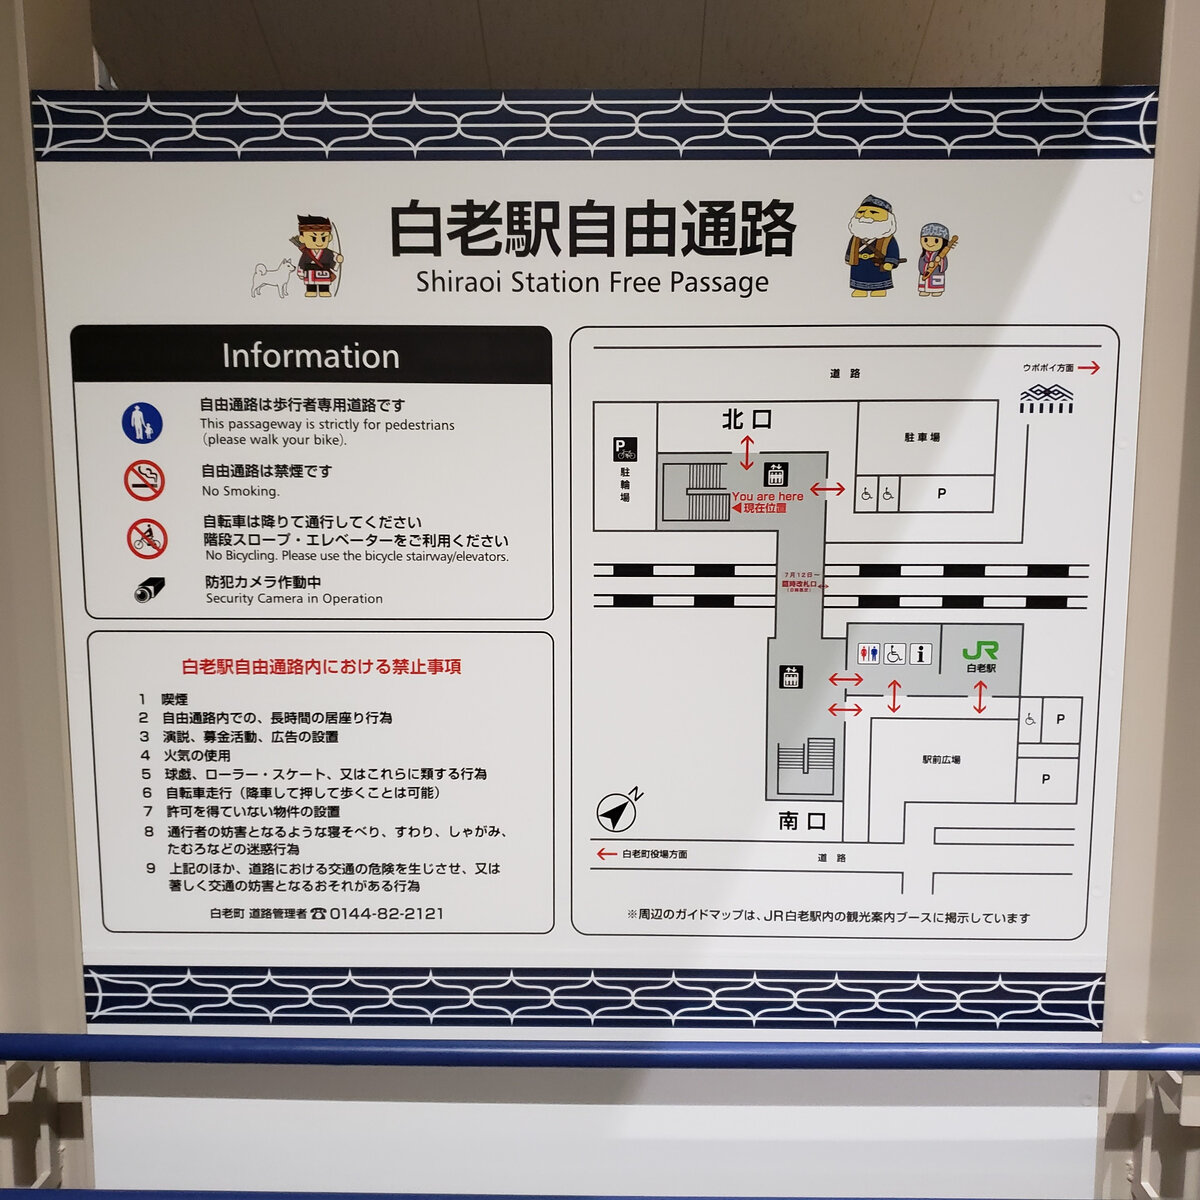 白老駅自由通路
Shiraoi Station Free Passage
Information
自由通路は歩行者専用道路です
This passageway is strictly for pedestrians
(please walk your bike).
自由通路は禁煙です
No Smoking.
自転車は降りて通行してください
階段スロープ・エレベーターをご利用ください
No Bicycling. Please use the bicycle stairway/elevators.
防犯カメラ作動中
Security Camera in Operation
白老駅自由通路内における禁止事項
1 喫煙
2 自由通路内での、長時間の居座り行為
3 演説、募金活動、広告の設置
4 火気の使用
5 球戯、ローラー・スケート、又はこれらに類する行為
6 自転車走行(降車して押して歩くことは可能)
7 許可を得ていない物件の設置
8 通行者の妨害となるような寝そべり、すわり、しゃがみ、
たむろなどの迷惑行為
9 上記のほか、道路における交通の危険を生じさせ、又は
著しく交通の妨害となるおそれがある行為
白老町 道路管理者☎0144-82-2121
道 路
ウポポイ方面→
北口
駐車場
P
駐輪場
P
You are here
◀現在位置
7月12日~
臨時改札口
JR
白老駅
i
P
駅前広場
P
N
南口
←白老町役場方面
道 路
※周辺のガイドマップは、JR白老駅内の観光案内ブースに掲示しています